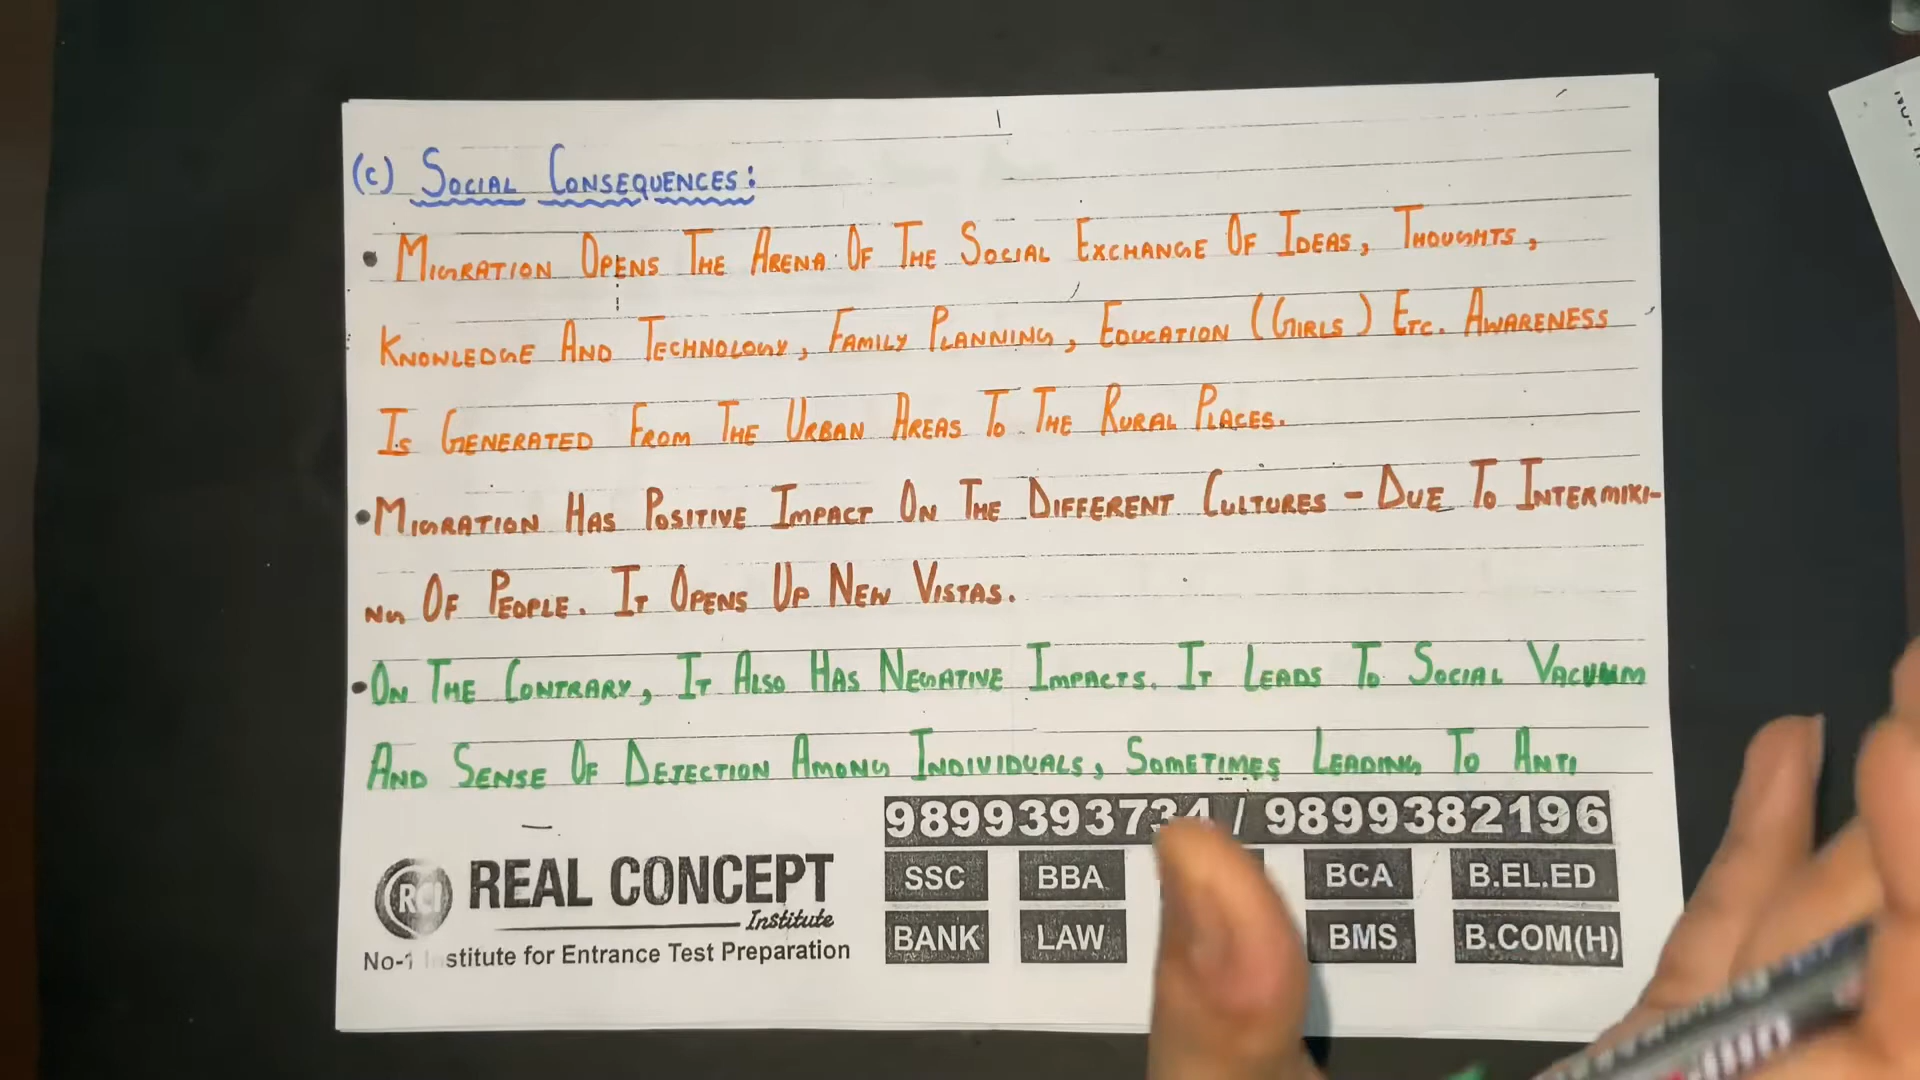 (C) SOCIAL CONSEQUENCES:
• MIGRATION OPENS THE ARENA OF THE SOCIAL EXCHANGE OF IDEAS, THOUGHTS,
KNOWLEDGE AND TECHNOLOGY, FAMILY PLANNING, EDUCATION (GIRLS) ETC. AWARENESS
IS GENERATED FROM THE URBAN AREAS TO THE RURAL PLACES.
• MIGRATION HAS POSITIVE IMPACT ON THE DIFFERENT CULTURES - DUE TO INTERMIXI-
NG OF PEOPLE. IT OPENS UP NEW VISTAS.
• ON THE CONTRARY, IT ALSO HAS NEGATIVE IMPACTS. IT LEADS TO SOCIAL VACUUM
AND SENSE OF DEJECTION AMONG INDIVIDUALS, SOMETIMES LEADING TO ANTI
9899393734 / 9899382196
RCI REAL CONCEPT
Institute
No-1 Institute for Entrance Test Preparation
SSC BBA BCA B.EL.ED
BANK LAW BMS B.COM(H)